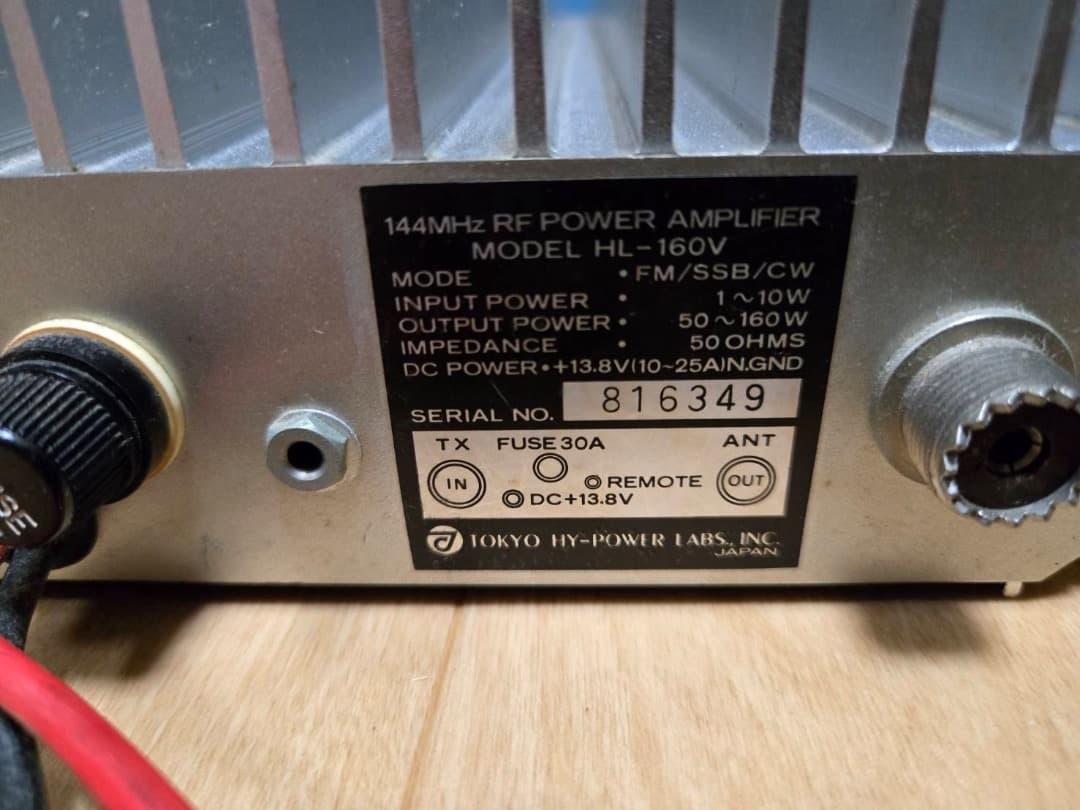 144MHz RF POWER AMPLIFIER
MODEL HL-160V
MODE • FM/SSB/CW
INPUT POWER • 1~10W
OUTPUT POWER • 50~160W
IMPEDANCE • 50 OHMS
DC POWER • +13.8V(10~25A)N.GND
SERIAL NO. 816349
TX FUSE 30A ANT
IN REMOTE OUT
DC+13.8V
TOKYO HY-POWER LABS., INC.
JAPAN